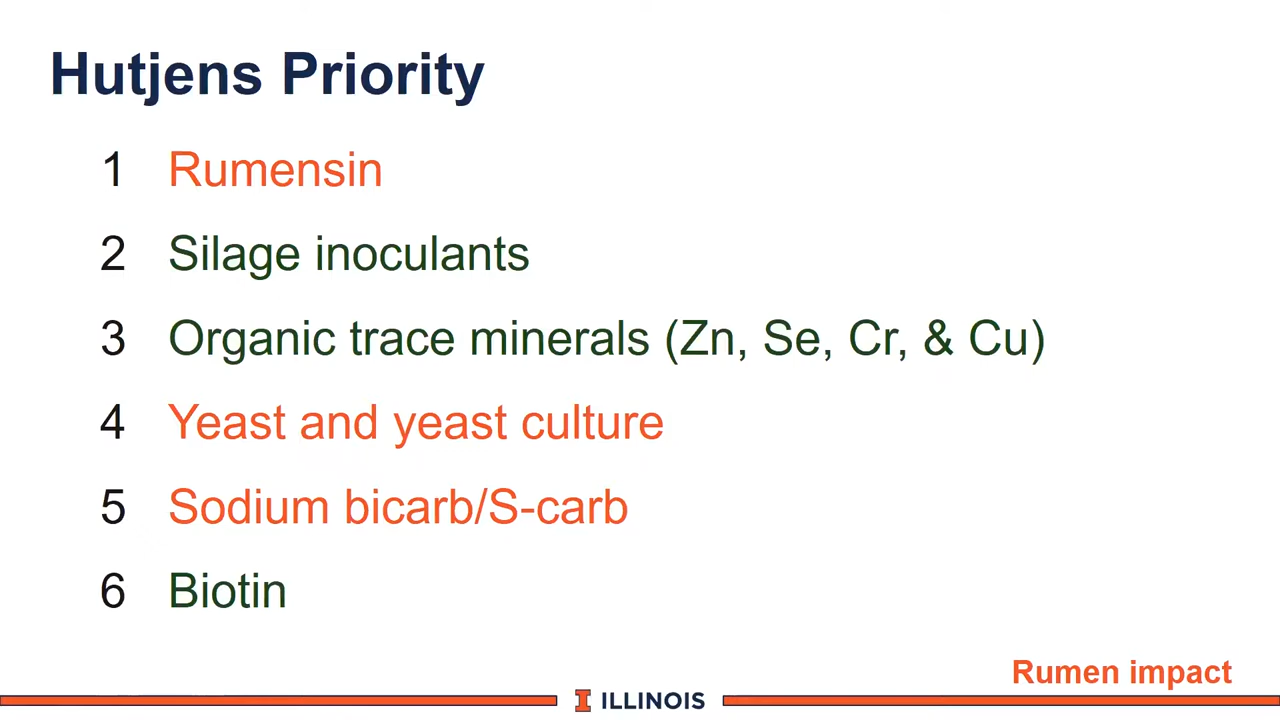 Hutjens Priority
1 Rumensin
2 Silage inoculants
3 Organic trace minerals (Zn, Se, Cr, & Cu)
4 Yeast and yeast culture
5 Sodium bicarb/S-carb
6 Biotin
Rumen impact
I ILLINOIS